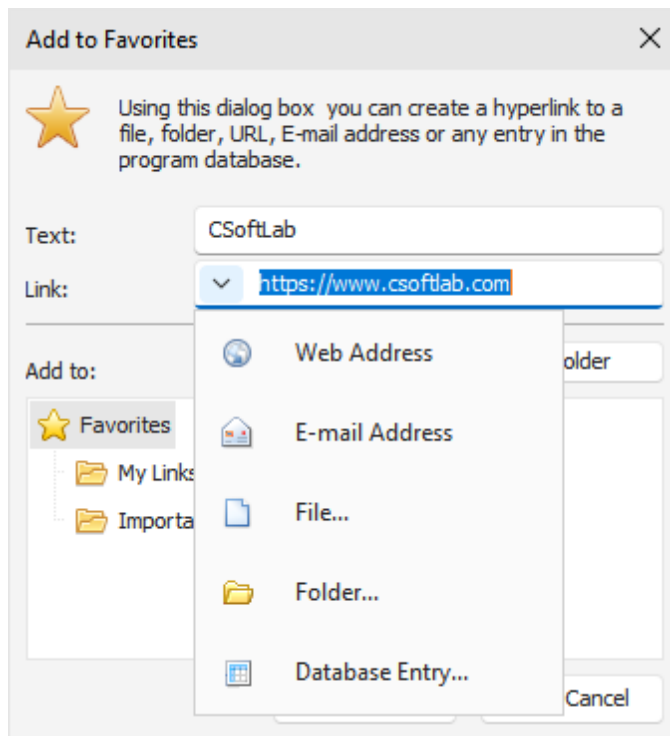 Add to Favorites
Using this dialog box you can create a hyperlink to a
file, folder, URL, E-mail address or any entry in the
program database.
Text: CSoftLab
Link: https://www.csoftlab.com
Web Address
Add to:
E-mail Address
Favorites
My Links
File...
Folder...
Database Entry...
Cancel